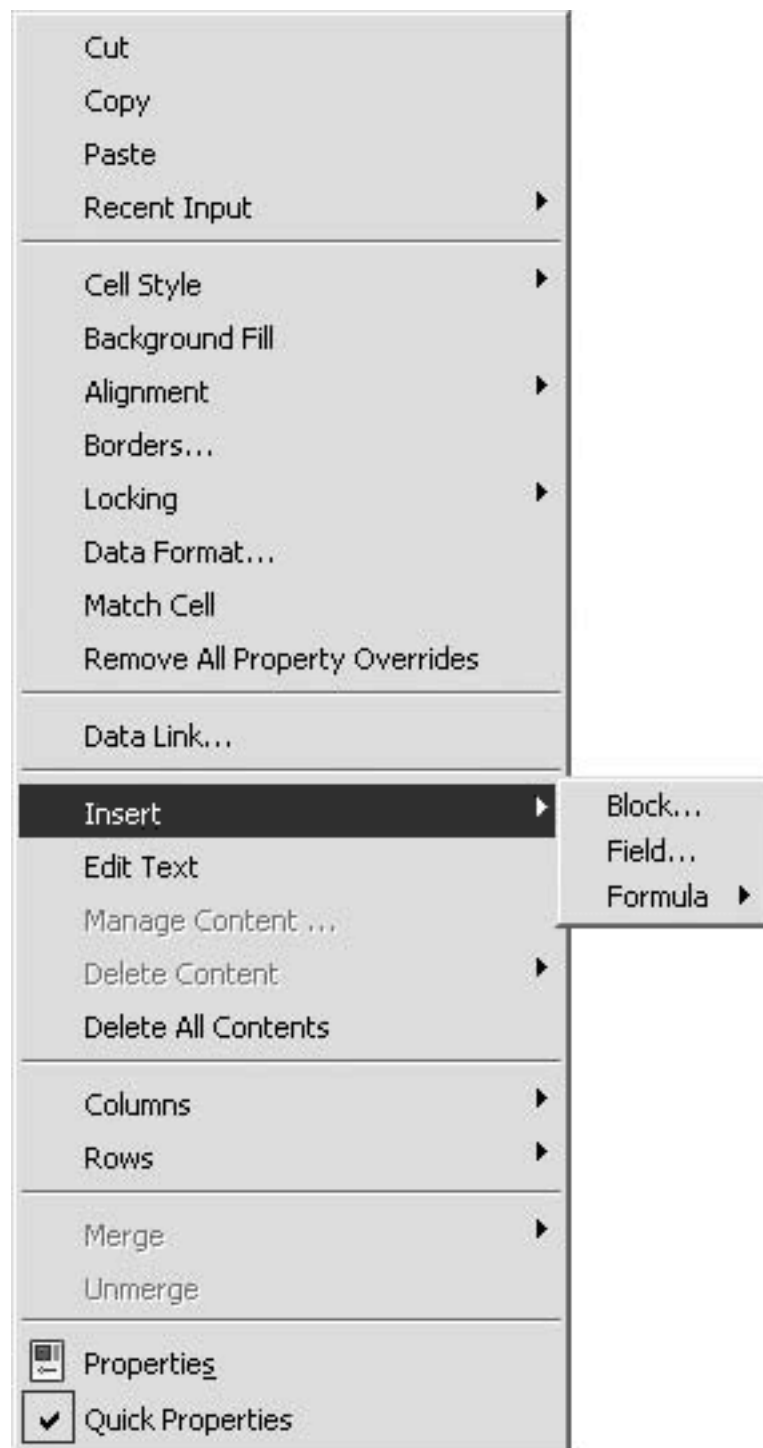 Cut
Copy
Paste
Recent Input
Cell Style
Background Fill
Alignment
Borders...
Locking
Data Format...
Match Cell
Remove All Property Overrides
Data Link...
Insert
Block...
Field...
Formula
Edit Text
Manage Content ...
Delete Content
Delete All Contents
Columns
Rows
Merge
Unmerge
Properties
Quick Properties